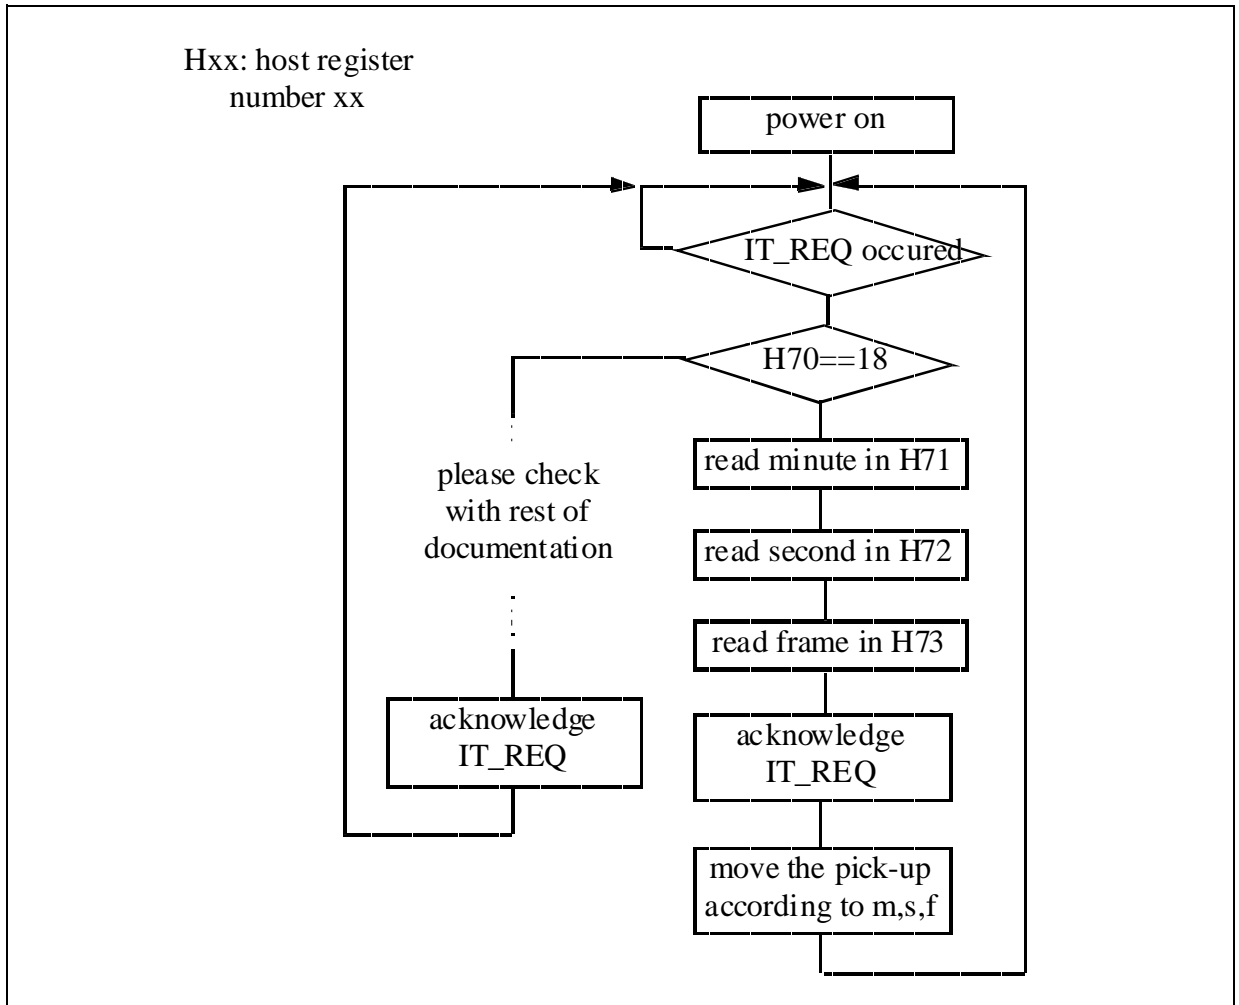 Hxx: host register
number xx
power on
IT_REQ occured
H70==18
read minute in H71
please check
with rest of
documentation
read second in H72
read frame in H73
acknowledge
IT_REQ
acknowledge
IT_REQ
move the pick-up
according to m,s,f